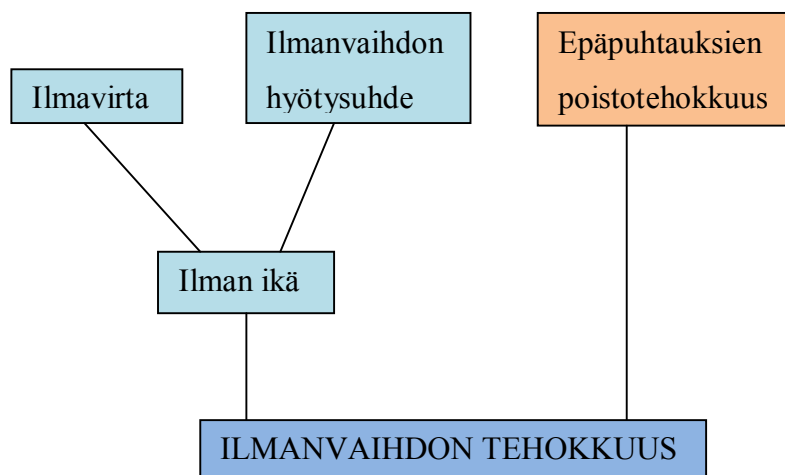 Ilmavirta
Ilmanvaihdon
hyötysuhde
Epäpuhtauksien
poistotehokkuus
Ilman ikä
ILMANVAIHDON TEHOKKUUS